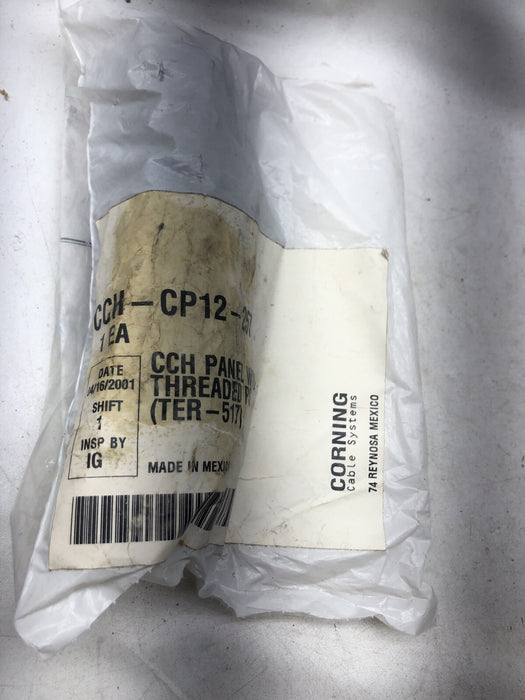 CCH-CP12-
1 EA
DATE
04/16/2001
SHIFT
1
INSP BY
IG
CCH PANEL
THREADED
(TER-517)
MADE IN MEXICO
CORNING
Cable Systems
74 REYNOSA MEXICO